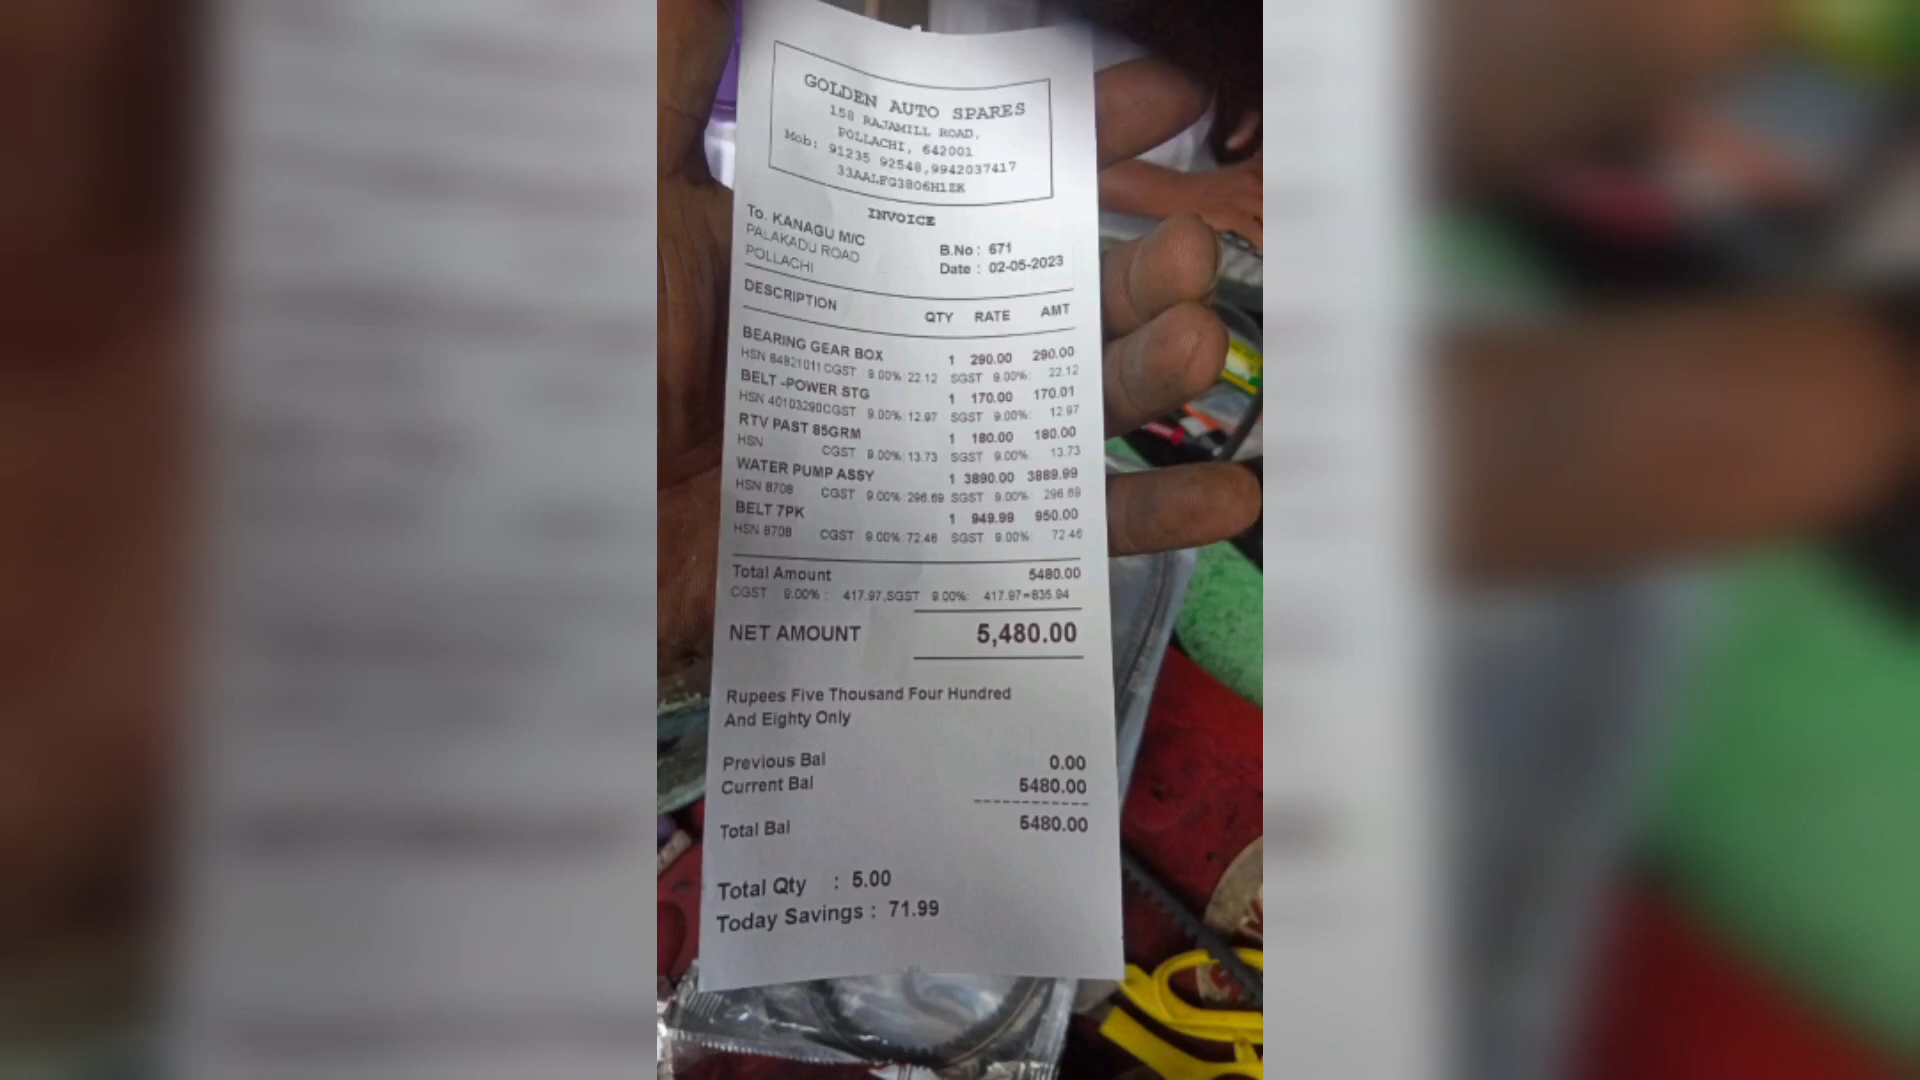 GOLDEN AUTO SPARES
158 RAJAMILL ROAD,
POLLACHI, 642001
Mob: 91235 92548,9942037417
33AALFG3806H1ZK
INVOICE
To. KANAGU M/C
PALAKADU ROAD
POLLACHI
B.No : 671
Date : 02-05-2023
DESCRIPTION QTY RATE AMT
BEARING GEAR BOX 1 290.00 290.00
HSN 84821011 CGST 9.00%: 22.12 SGST 9.00%: 22.12
BELT -POWER STG 1 170.00 170.01
HSN 40103290CGST 9.00%: 12.97 SGST 9.00%: 12.97
RTV PAST 85GRM 1 180.00 180.00
HSN CGST 9.00%: 13.73 SGST 9.00%: 13.73
WATER PUMP ASSY 1 3890.00 3889.99
HSN 8708 CGST 9.00%: 296.69 SGST 9.00%: 296.69
BELT 7PK 1 949.99 950.00
HSN 8708 CGST 9.00%: 72.46 SGST 9.00%: 72.46
Total Amount 5480.00
CGST 9.00% : 417.97,SGST 9.00%: 417.97=835.94
NET AMOUNT 5,480.00
Rupees Five Thousand Four Hundred
And Eighty Only
Previous Bal 0.00
Current Bal 5480.00
Total Bal 5480.00
Total Qty : 5.00
Today Savings : 71.99